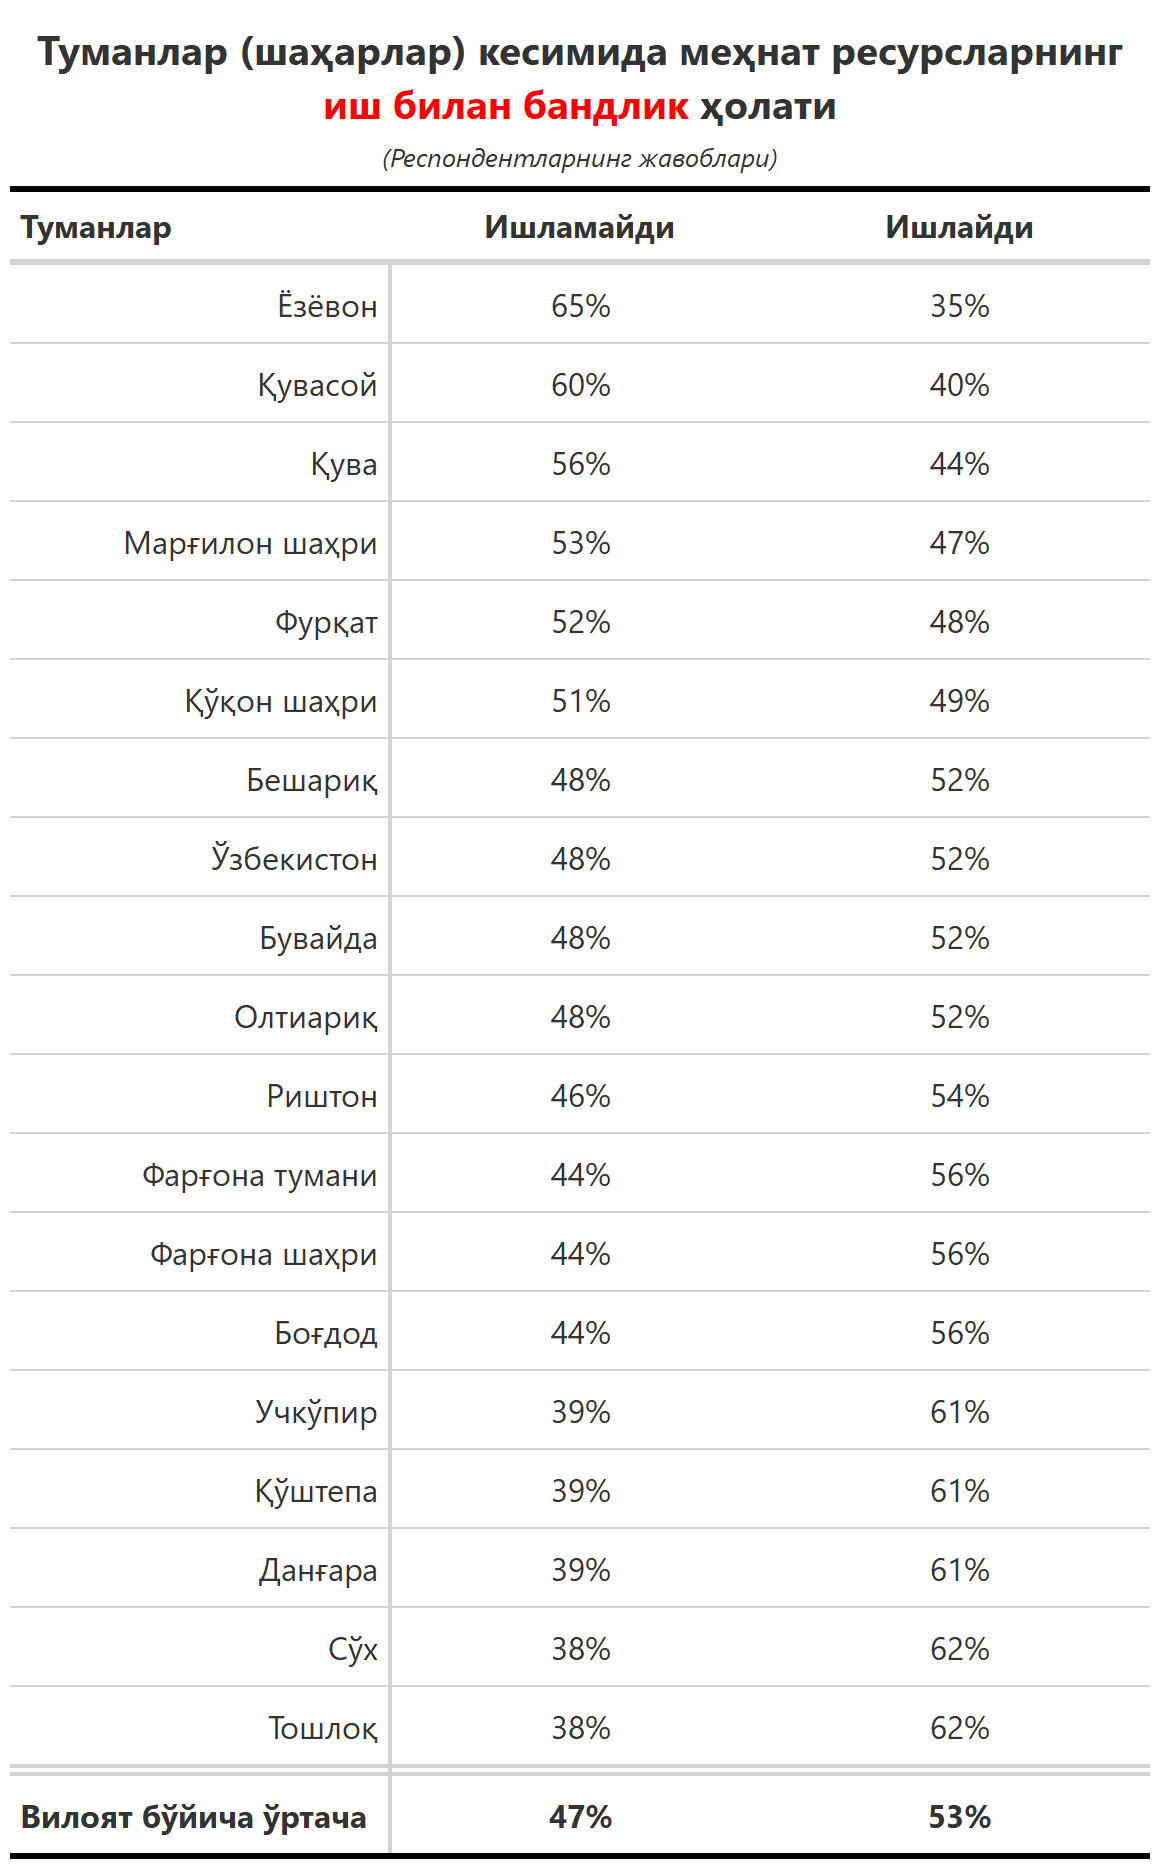 Туманлар (шаҳарлар) кесимида меҳнат ресурсларнинг
иш билан бандлик ҳолати
(Респондентларнинг жавоблари)
Туманлар Ишламайди Ишлайди
Ёзёвон 65% 35%
Қувасой 60% 40%
Қува 56% 44%
Марғилон шаҳри 53% 47%
Фурқат 52% 48%
Қўқон шаҳри 51% 49%
Бешариқ 48% 52%
Ўзбекистон 48% 52%
Бувайда 48% 52%
Олтиариқ 48% 52%
Риштон 46% 54%
Фарғона тумани 44% 56%
Фарғона шаҳри 44% 56%
Боғдод 44% 56%
Учкўпир 39% 61%
Қўштепа 39% 61%
Данғара 39% 61%
Сўх 38% 62%
Тошлоқ 38% 62%
Вилоят бўйича ўртача 47% 53%